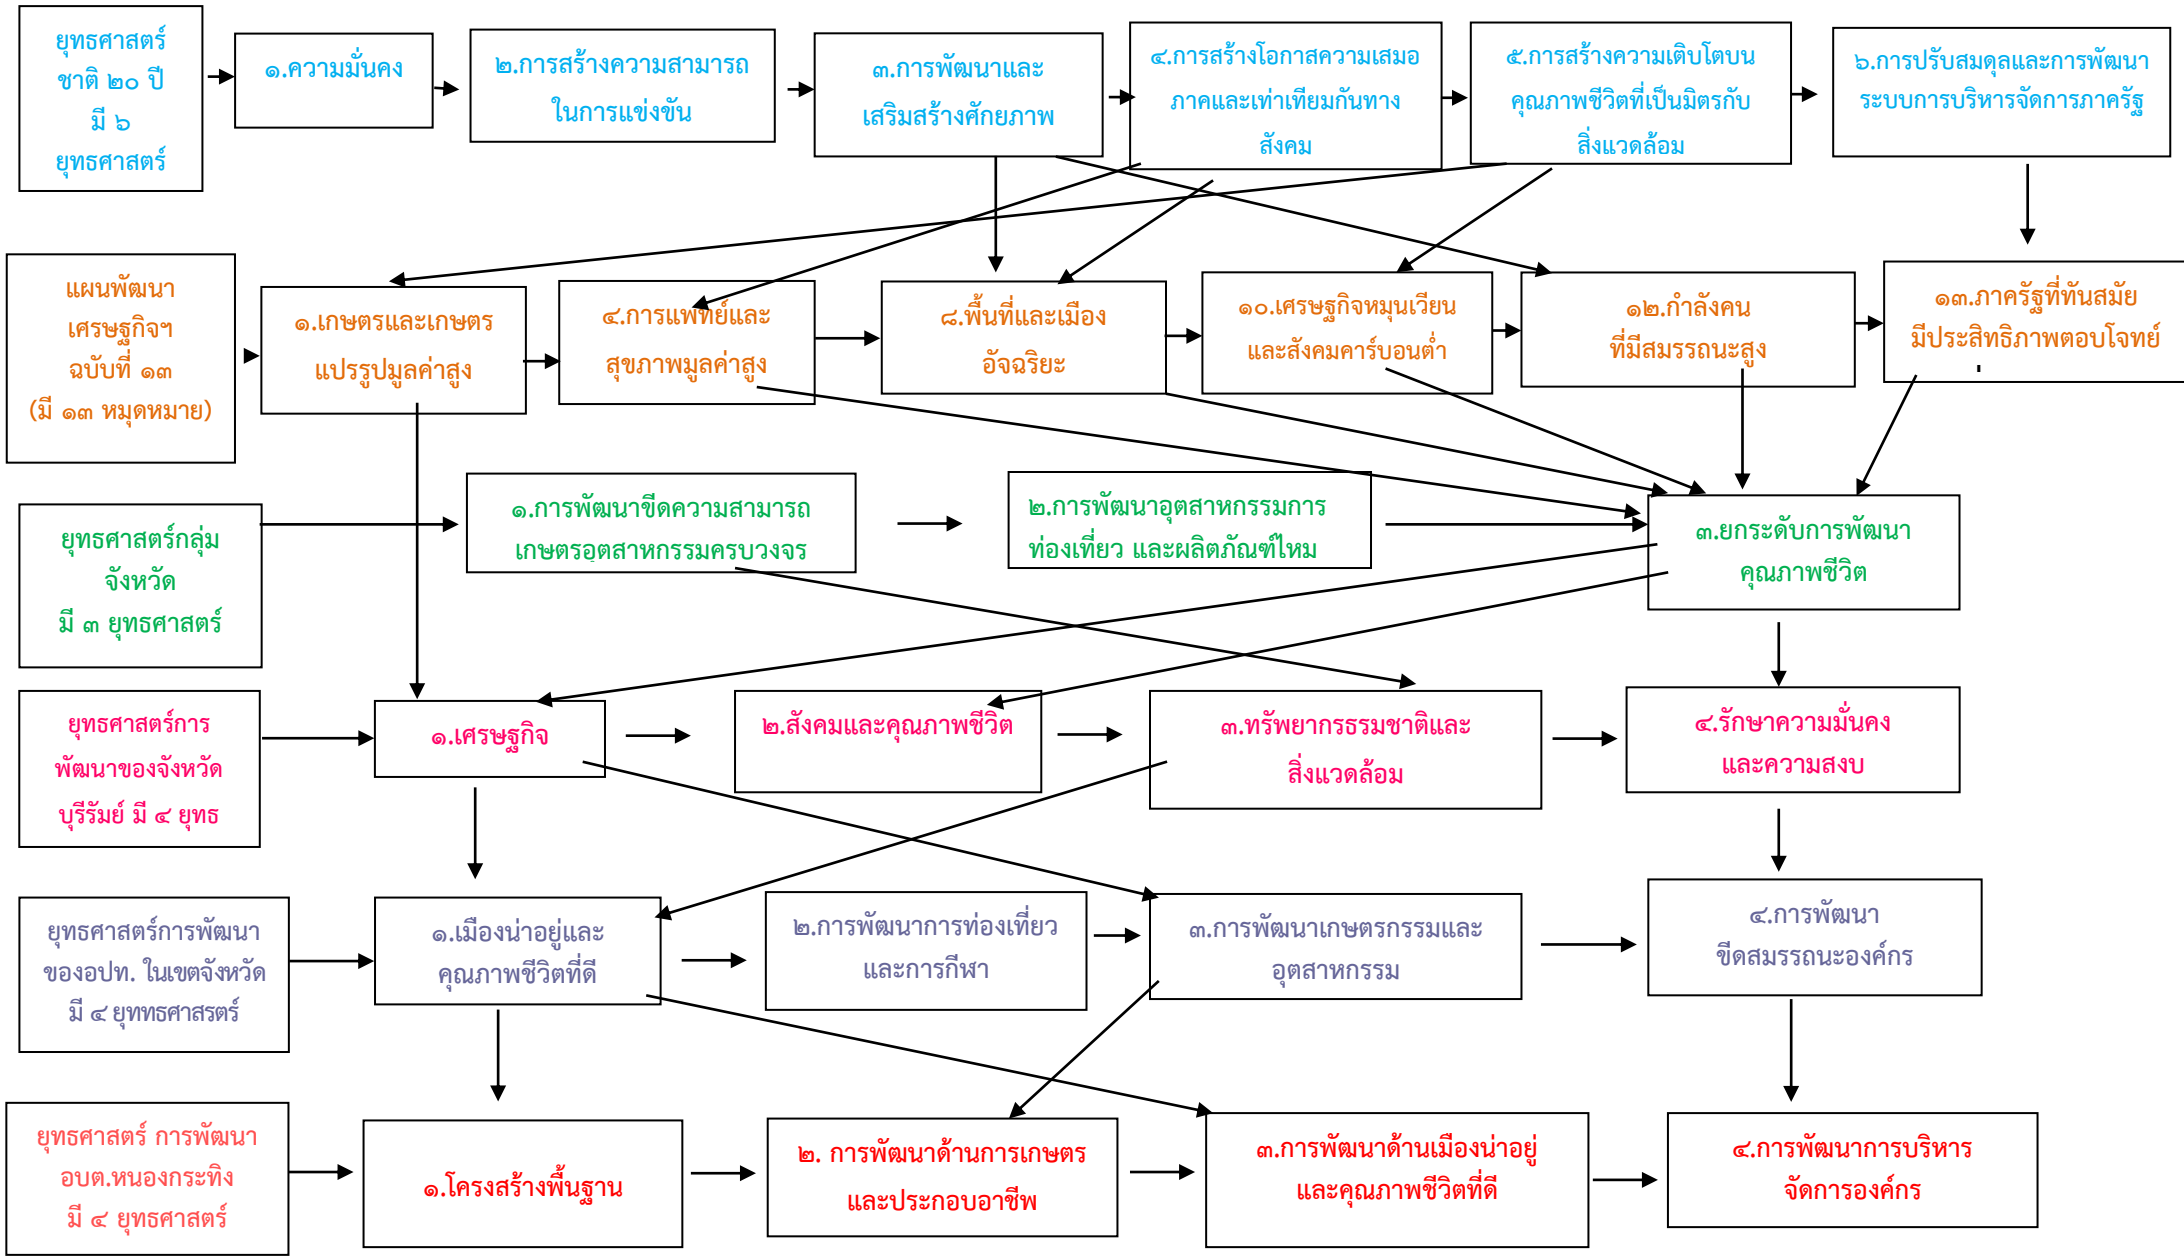 ยุทธศาสตร์
ชาติ ๒๐ ปี
มี ๖
ยุทธศาสตร์
๑.ความมั่นคง
๒.การสร้างความสามารถ
ในการแข่งขัน
๓.การพัฒนาและ
เสริมสร้างศักยภาพ
๔.การสร้างโอกาสความเสมอ
ภาคและเท่าเทียมกันทาง
สังคม
๕.การสร้างความเติบโตบน
คุณภาพชีวิตที่เป็นมิตรกับ
สิ่งแวดล้อม
๖.การปรับสมดุลและการพัฒนา
ระบบการบริหารจัดการภาครัฐ
แผนพัฒนา
เศรษฐกิจฯ
ฉบับที่ ๑๓
(มี ๑๓ หมุดหมาย)
๑.เกษตรและเกษตร
แปรรูปมูลค่าสูง
๔.การแพทย์และ
สุขภาพมูลค่าสูง
๘.พื้นที่และเมือง
อัจฉริยะ
๑๐.เศรษฐกิจหมุนเวียน
และสังคมคาร์บอนต่ำ
๑๒.กำลังคน
ที่มีสมรรถนะสูง
๑๓.ภาครัฐที่ทันสมัย
มีประสิทธิภาพตอบโจทย์
ยุทธศาสตร์กลุ่ม
จังหวัด
มี ๓ ยุทธศาสตร์
๑.การพัฒนาขีดความสามารถ
เกษตรอุตสาหกรรมครบวงจร
๒.การพัฒนาอุตสาหกรรมการ
ท่องเที่ยว และผลิตภัณฑ์ไหม
๓.ยกระดับการพัฒนา
คุณภาพชีวิต
ยุทธศาสตร์การ
พัฒนาของจังหวัด
บุรีรัมย์ มี ๔ ยุทธ
๑.เศรษฐกิจ
๒.สังคมและคุณภาพชีวิต
๓.ทรัพยากรธรมชาติและ
สิ่งแวดล้อม
๔.รักษาความมั่นคง
และความสงบ
ยุทธศาสตร์การพัฒนา
ของอปท. ในเขตจังหวัด
มี ๔ ยุททธศาสรตร์
๑.เมืองน่าอยู่และ
คุณภาพชีวิตที่ดี
๒.การพัฒนาการท่องเที่ยว
และการกีฬา
๓.การพัฒนาเกษตรกรรมและ
อุตสาหกรรม
๔.การพัฒนา
ขีดสมรรถนะองค์กร
ยุทธศาสตร์ การพัฒนา
อบต.หนองกระทิง
มี ๔ ยุทธศาสตร์
๑.โครงสร้างพื้นฐาน
๒. การพัฒนาด้านการเกษตร
และประกอบอาชีพ
๓.การพัฒนาด้านเมืองน่าอยู่
และคุณภาพชีวิตที่ดี
๔.การพัฒนาการบริหาร
จัดการองค์กร